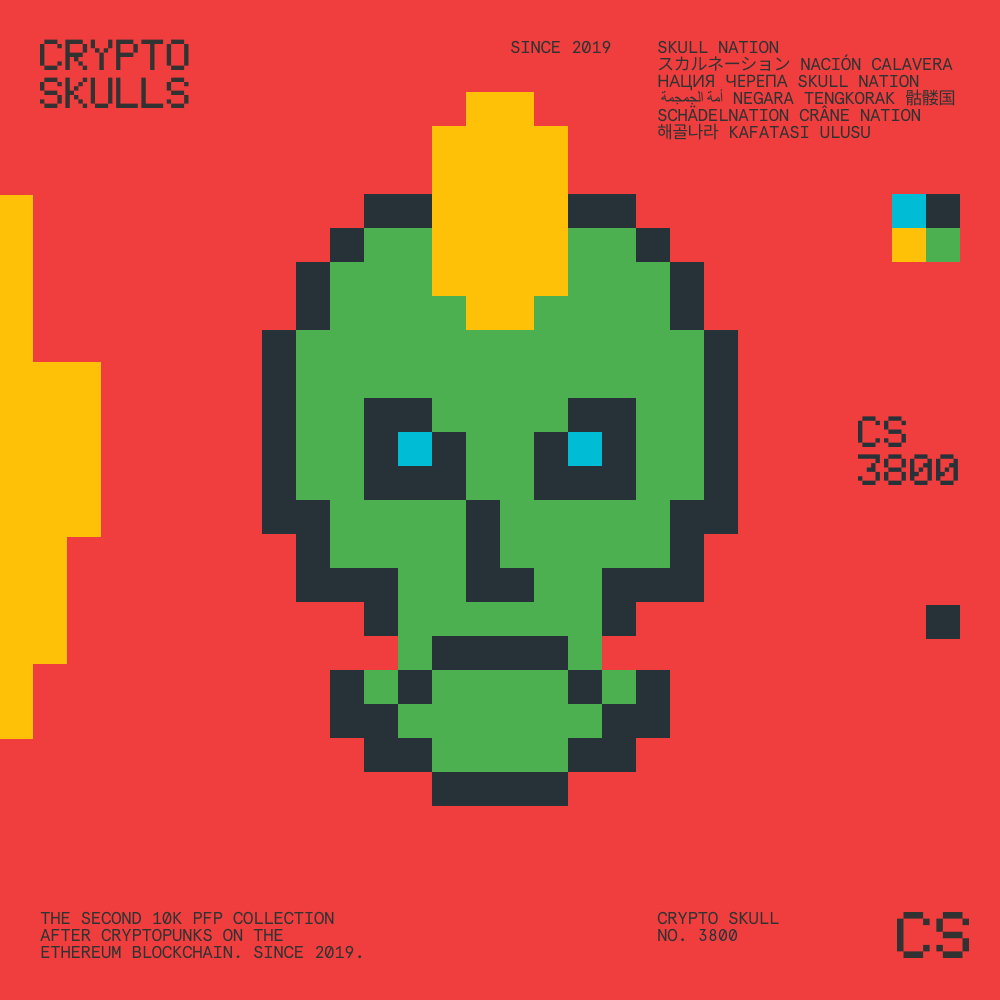 CRYPTO
SKULLS
SINCE 2019
SKULL NATION
スカルネーション NACIÓN CALAVERA
НАЦИЯ ЧЕРЕПА SKULL NATION
أمة الجمجمة NEGARA TENGKORAK 骷髅国
SCHÄDELNATION CRÂNE NATION
해골나라 KAFATASI ULUSU
CS
3800
THE SECOND 10K PFP COLLECTION
AFTER CRYPTOPUNKS ON THE
ETHEREUM BLOCKCHAIN. SINCE 2019.
CRYPTO SKULL
NO. 3800
CS